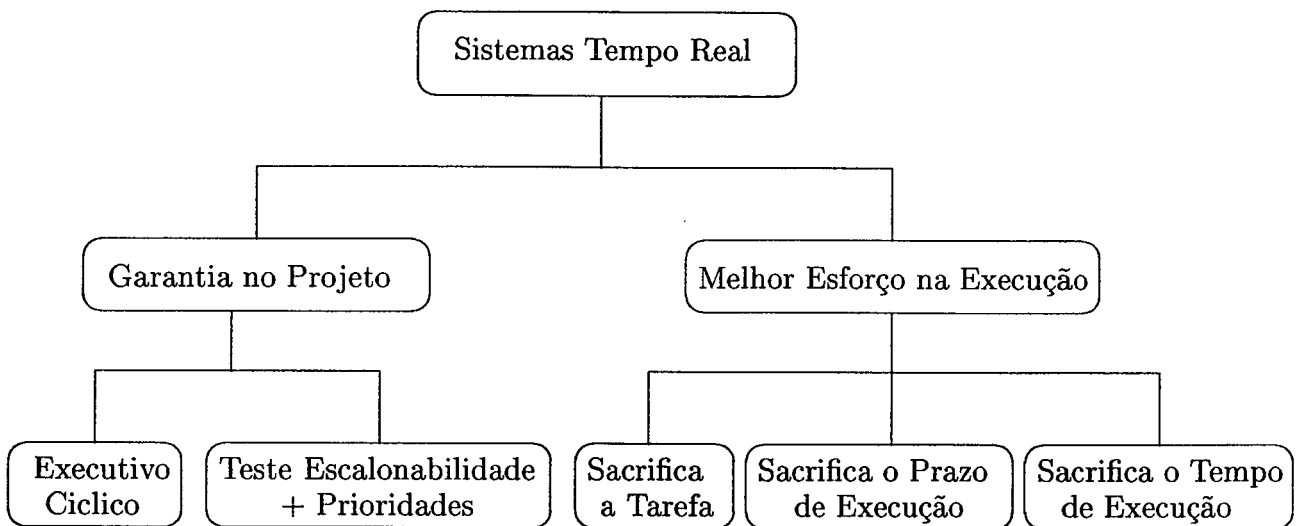 Sistemas Tempo Real
Garantia no Projeto
Melhor Esforço na Execução
Executivo
Ciclico
Teste Escalonabilidade
+ Prioridades
Sacrifica
a Tarefa
Sacrifica o Prazo
de Execução
Sacrifica o Tempo
de Execução